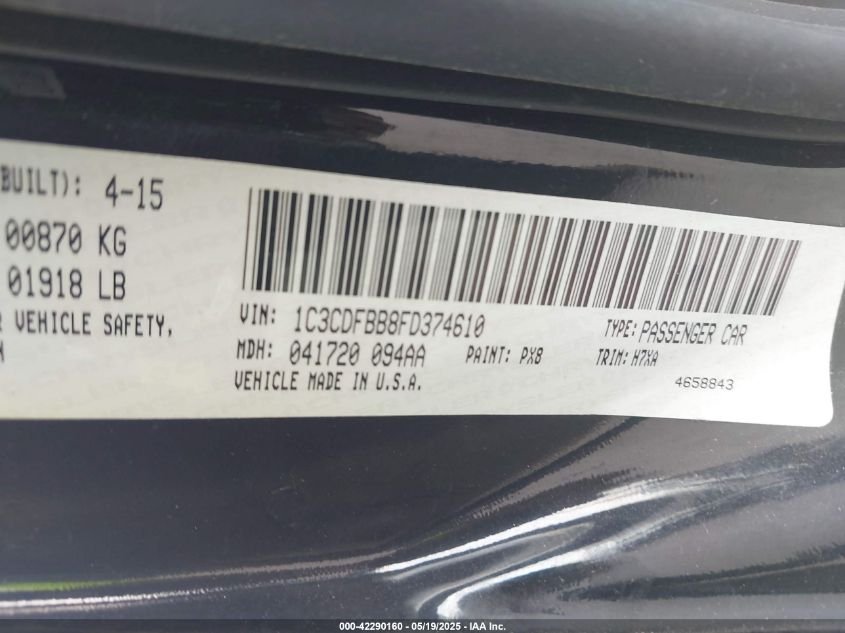 BUILT): 4-15
00870 KG
01918 LB
VEHICLE SAFETY,
VIN: 1C3CDFBB8FD374610 TYPE: PASSENGER CAR
MDH: 041720 094AA PAINT: PX8 TRIM: H7XA
VEHICLE MADE IN U.S.A. 4658843
000-42290160 - 05/19/2025 - IAA Inc.